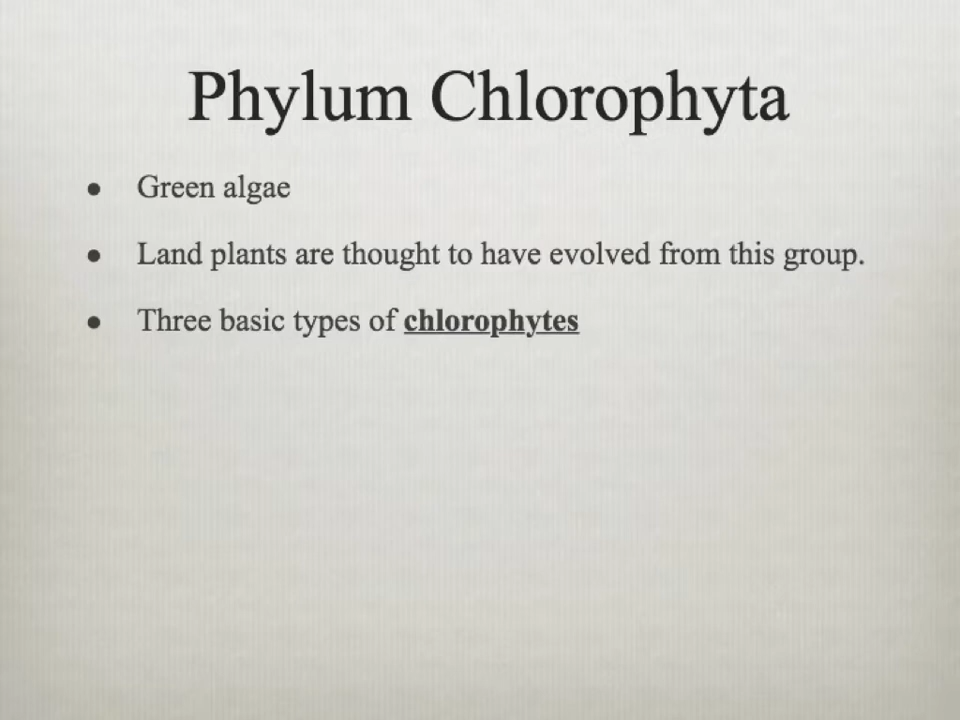 Phylum Chlorophyta
• Green algae
• Land plants are thought to have evolved from this group.
• Three basic types of chlorophytes